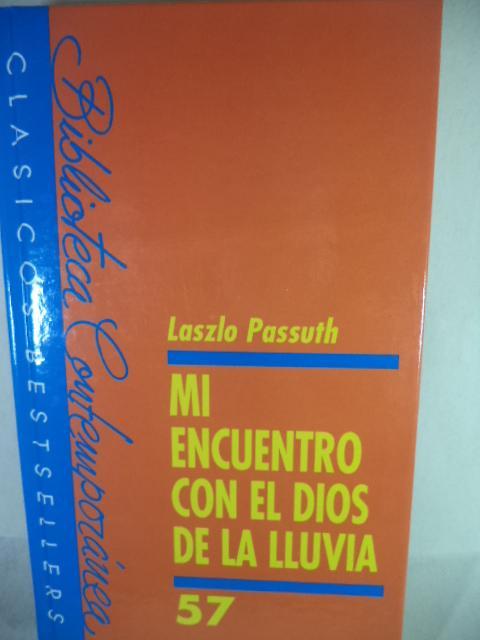 CLASICOS BESTSELLERS
Biblioteca Contemporánea
Laszlo Passuth
MI
ENCUENTRO
CON EL DIOS
DE LA LLUVIA
57